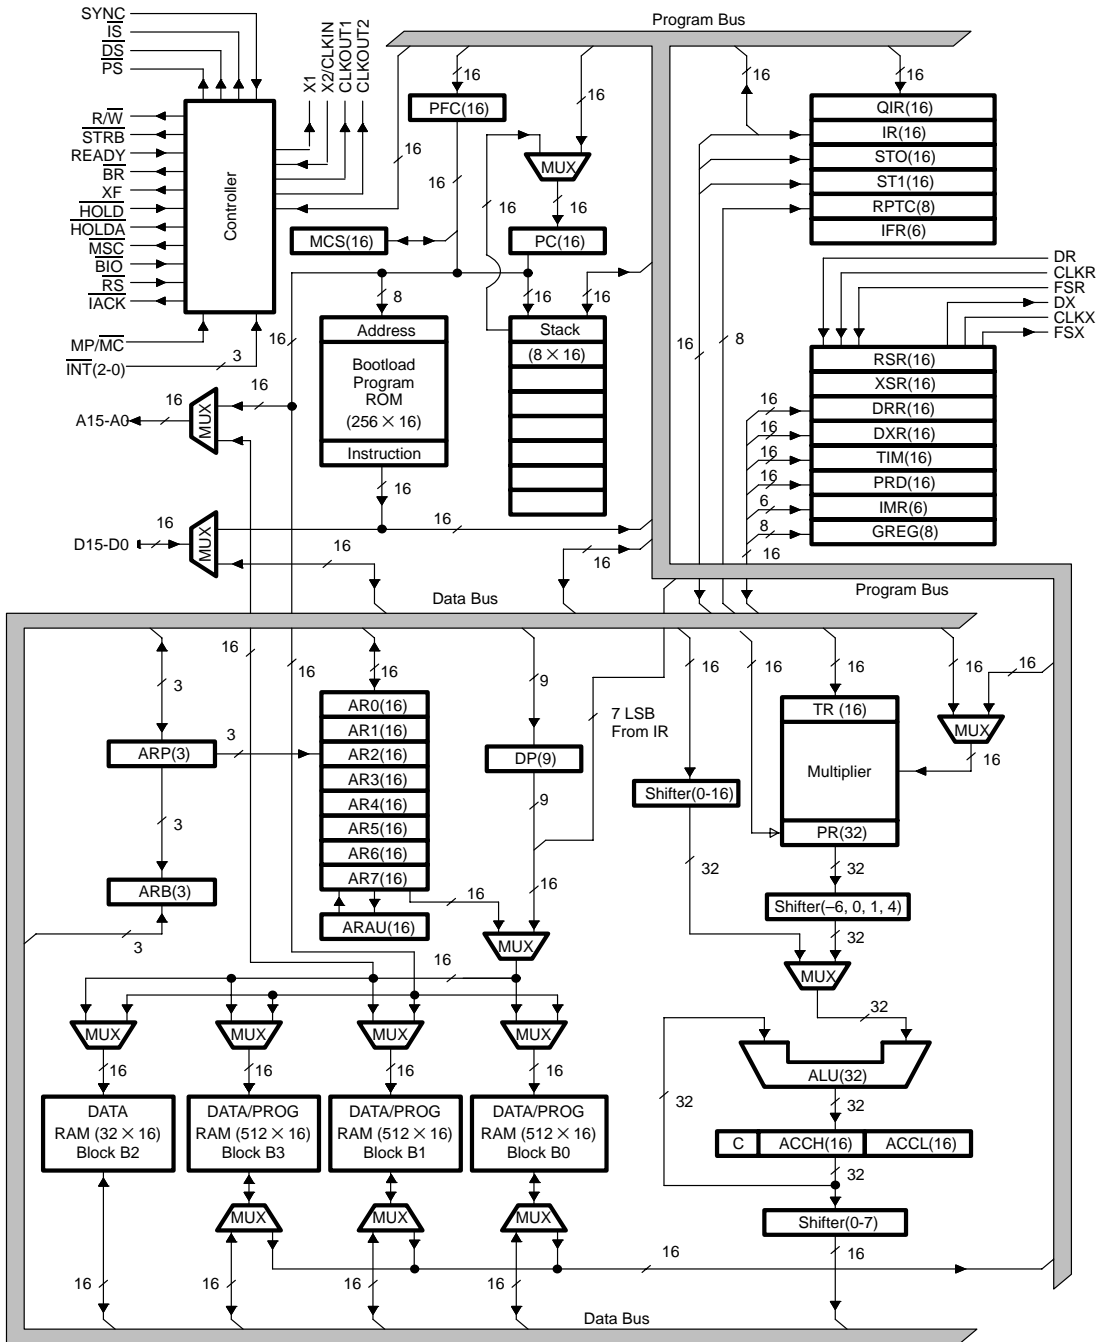 Program Bus
SYNC
IS
DS
PS
X1
X2/CLKIN
CLKOUT1
CLKOUT2
R/W
STRB
READY
BR
XF
HOLD
HOLDA
MSC
BIO
RS
IACK
Controller
MP/MC
INT(2-0)
3
16
PFC(16)
16
16
16
MUX
16
16
MCS(16)
PC(16)
16
8
16
16
16
QIR(16)
IR(16)
STO(16)
ST1(16)
RPTC(8)
IFR(6)
16
16
DR
CLKR
FSR
DX
CLKX
FSX
16
8
Address
Bootload
Program
ROM
(256 × 16)
Instruction
16
Stack
(8 × 16)
RSR(16)
XSR(16)
DRR(16)
DXR(16)
TIM(16)
PRD(16)
IMR(6)
GREG(8)
16
16
16
16
6
8
16
A15-A0
16
MUX
16
D15-D0
16
MUX
16
16
16
Data Bus
Program Bus
16
16
3
16
9
16
16
16
16
16
ARP(3)
3
AR0(16)
AR1(16)
AR2(16)
AR3(16)
AR4(16)
AR5(16)
AR6(16)
AR7(16)
ARAU(16)
DP(9)
9
7 LSB
From IR
Shifter(0-16)
TR (16)
Multiplier
PR(32)
MUX
16
3
ARB(3)
3
16
16
MUX
16
32
32
Shifter(–6, 0, 1, 4)
32
MUX
32
MUX
MUX
MUX
MUX
16
16
16
16
ALU(32)
32
32
DATA
RAM (32 × 16)
Block B2
DATA/PROG
RAM (512 × 16)
Block B3
DATA/PROG
RAM (512 × 16)
Block B1
DATA/PROG
RAM (512 × 16)
Block B0
C
ACCH(16)
ACCL(16)
32
MUX
MUX
MUX
Shifter(0-7)
16
16
16
16
16
16
Data Bus